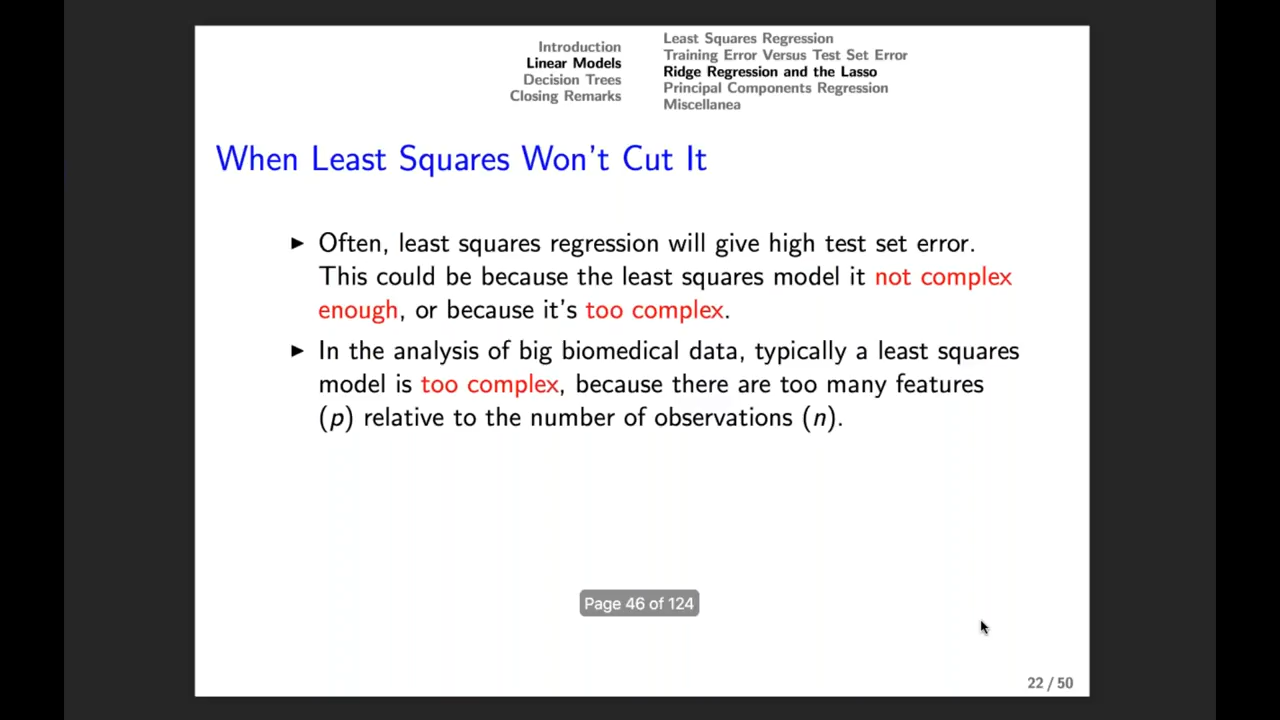 Introduction
Linear Models
Decision Trees
Closing Remarks
Least Squares Regression
Training Error Versus Test Set Error
Ridge Regression and the Lasso
Principal Components Regression
Miscellanea
When Least Squares Won't Cut It
▶ Often, least squares regression will give high test set error.
This could be because the least squares model it not complex
enough, or because it's too complex.
▶ In the analysis of big biomedical data, typically a least squares
model is too complex, because there are too many features
(p) relative to the number of observations (n).
Page 46 of 124
22 / 50